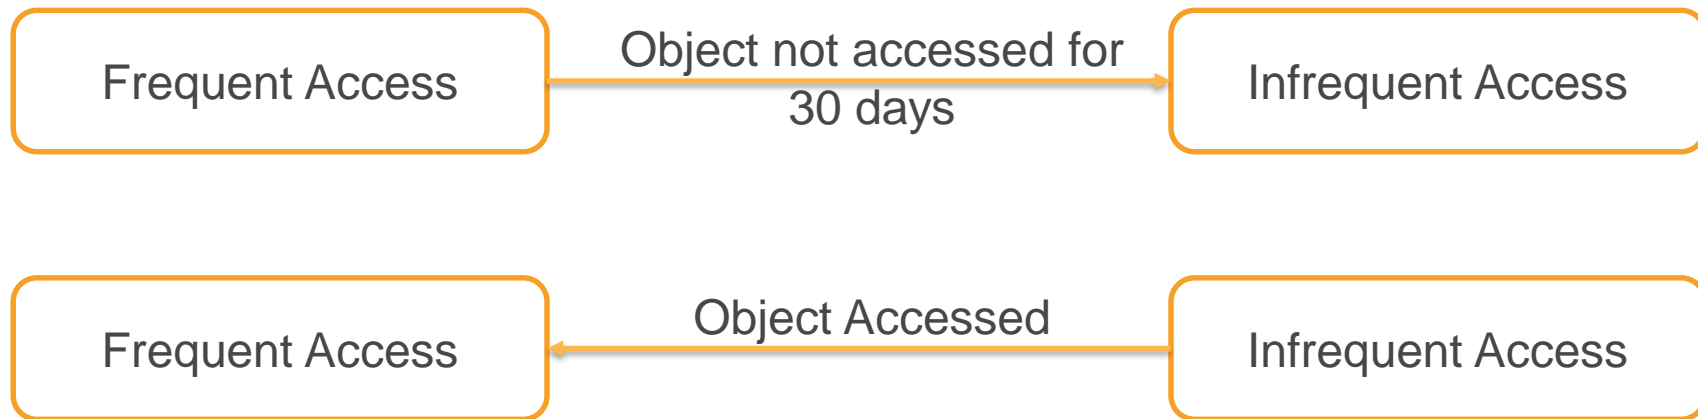 Frequent Access
Object not accessed for
30 days
Infrequent Access
Frequent Access
Object Accessed
Infrequent Access